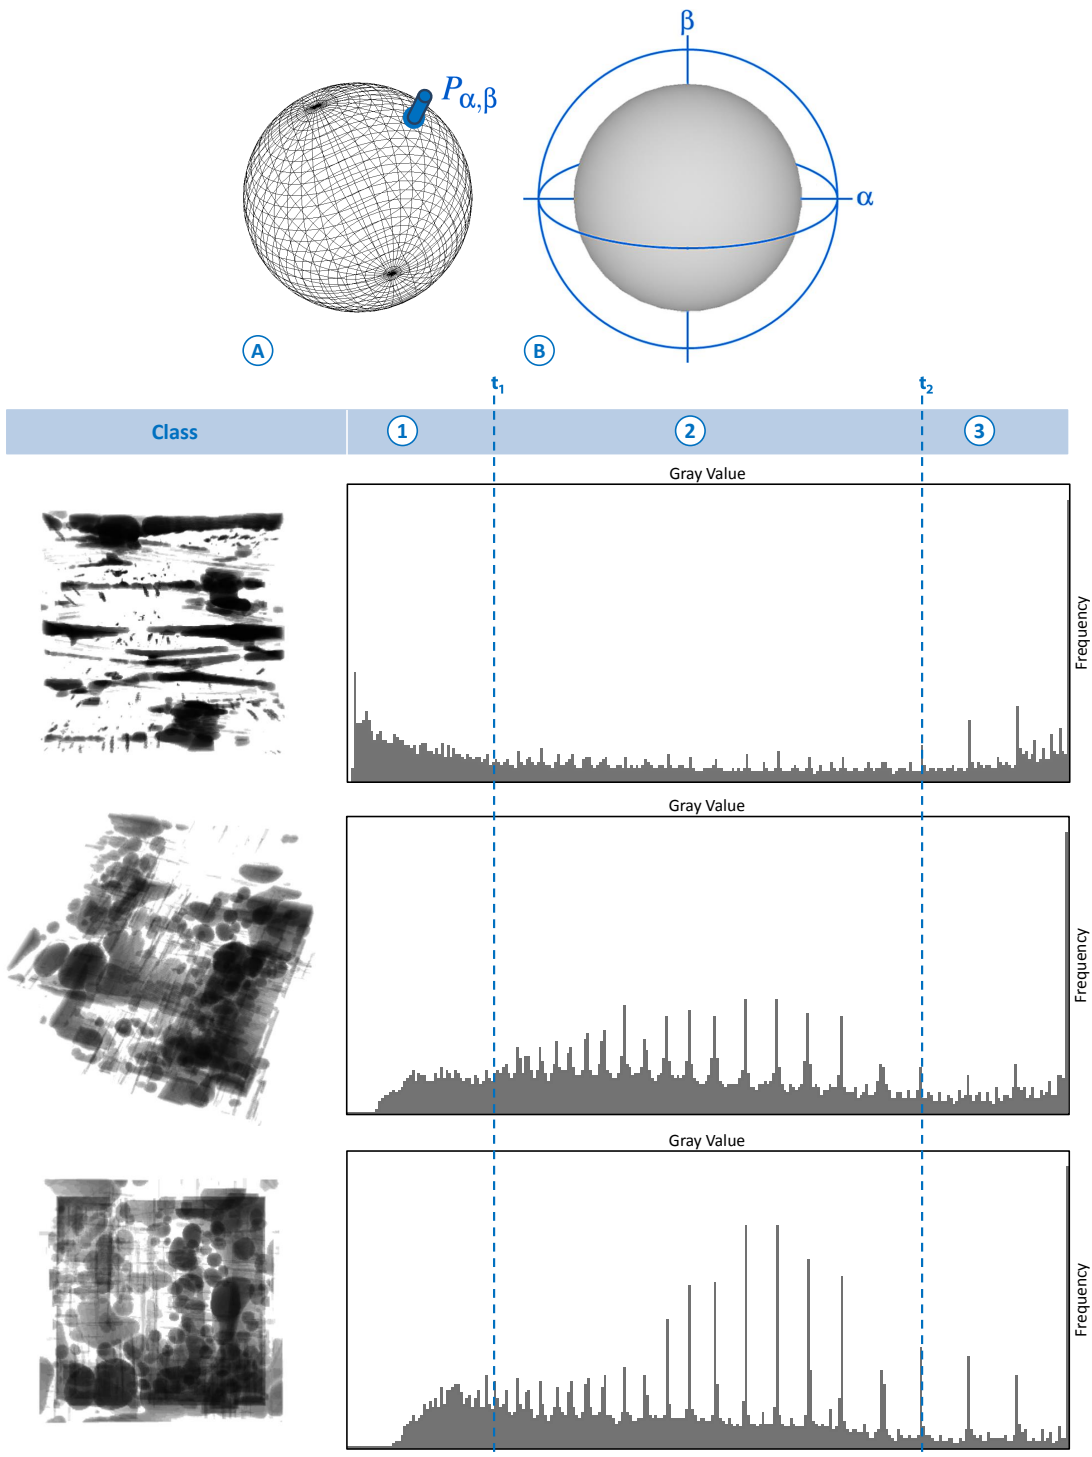 β
Pα,β
α
A
B
t1
t2
Class
1
2
3
Gray Value
Frequency
Gray Value
Frequency
Gray Value
Frequency